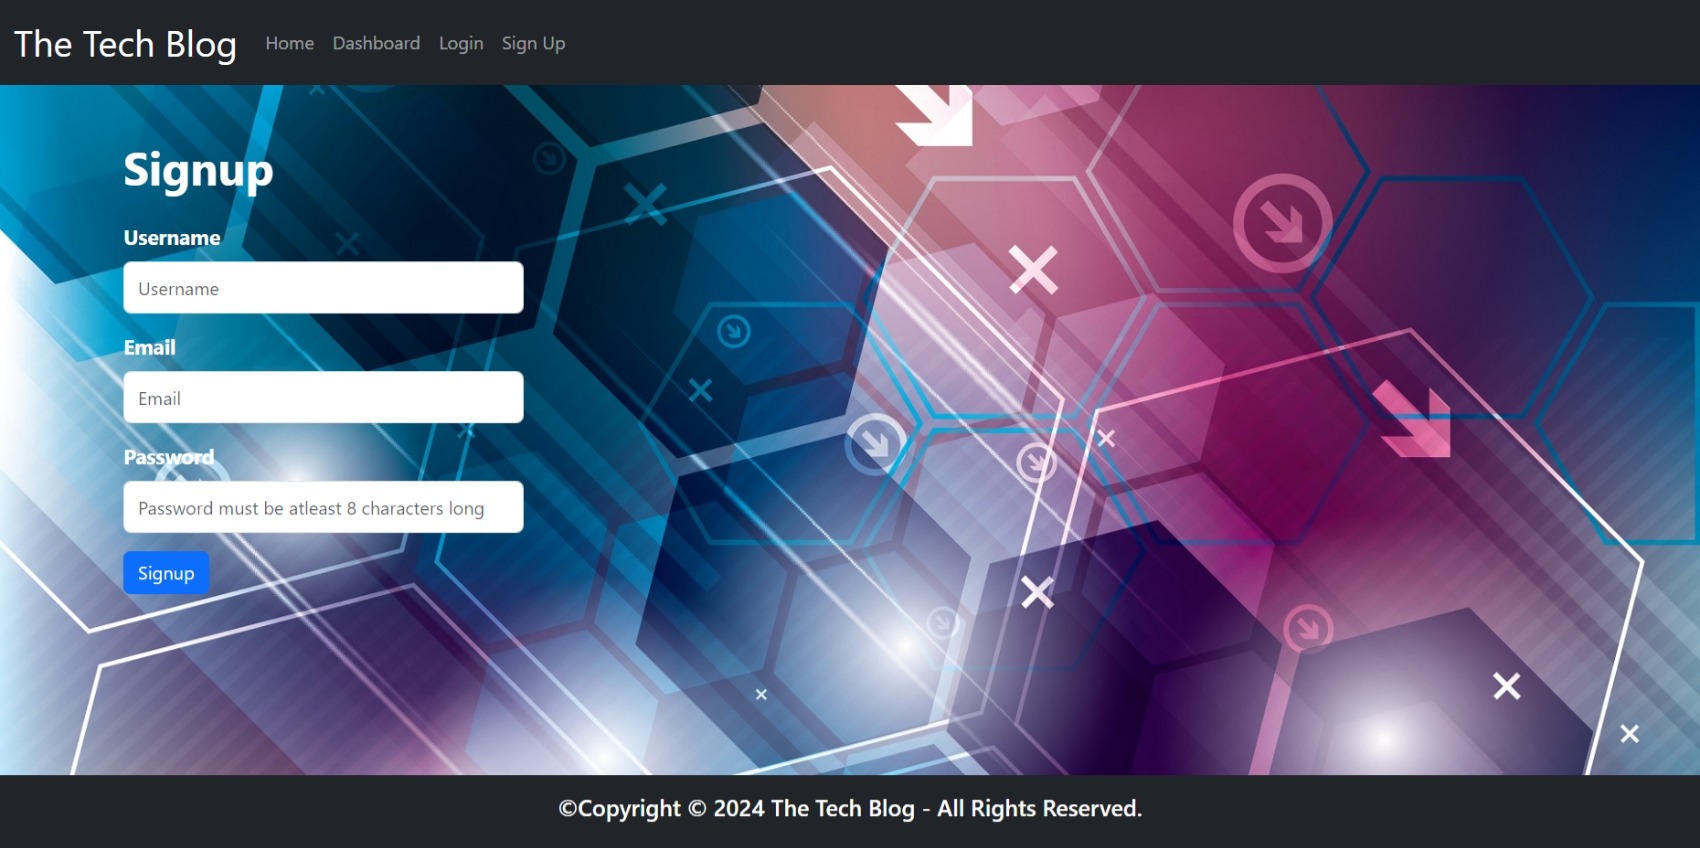 The Tech Blog Home Dashboard Login Sign Up
Signup
Username
Username
Email
Email
Password
Password must be atleast 8 characters long
Signup
©Copyright © 2024 The Tech Blog - All Rights Reserved.